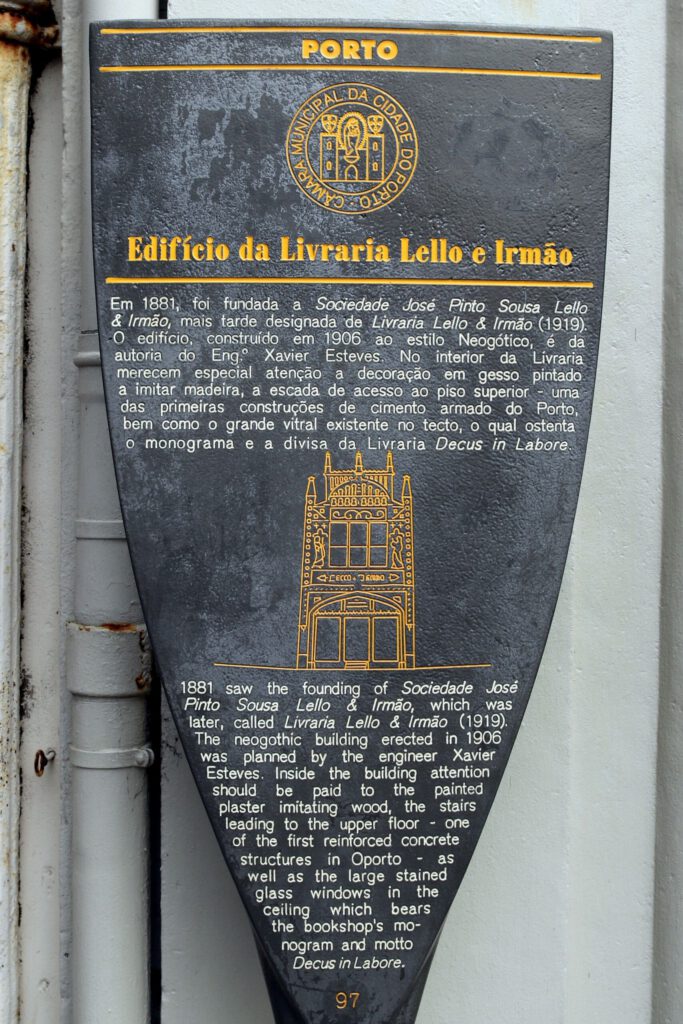 PORTO
CÂMARA MUNICIPAL DA CIDADE DO PORTO
Edifício da Livraria Lello e Irmão
Em 1881, foi fundada a Sociedade José Pinto Sousa Lello
& Irmão, mais tarde designada de Livraria Lello & Irmão (1919).
O edifício, construído em 1906 ao estilo Neogótico, é da
autoria do Eng.º Xavier Esteves. No interior da Livraria
merecem especial atenção a decoração em gesso pintado
a imitar madeira, a escada de acesso ao piso superior - uma
das primeiras construções de cimento armado do Porto,
bem como o grande vitral existente no tecto, o qual ostenta
o monograma e a divisa da Livraria Decus in Labore.
1881 saw the founding of Sociedade José
Pinto Sousa Lello & Irmão, which was
later, called Livraria Lello & Irmão (1919).
The neogothic building erected in 1906
was planned by the engineer Xavier
Esteves. Inside the building attention
should be paid to the painted
plaster imitating wood, the stairs
leading to the upper floor - one
of the first reinforced concrete
structures in Oporto - as
well as the large stained
glass windows in the
ceiling which bears
the bookshop's mo-
nogram and motto
Decus in Labore.
97